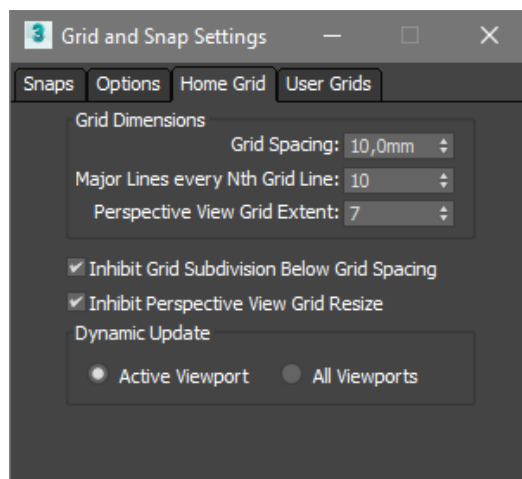 3 Grid and Snap Settings
Snaps Options Home Grid User Grids
Grid Dimensions
Grid Spacing: 10,0mm
Major Lines every Nth Grid Line: 10
Perspective View Grid Extent: 7
Inhibit Grid Subdivision Below Grid Spacing
Inhibit Perspective View Grid Resize
Dynamic Update
Active Viewport All Viewports